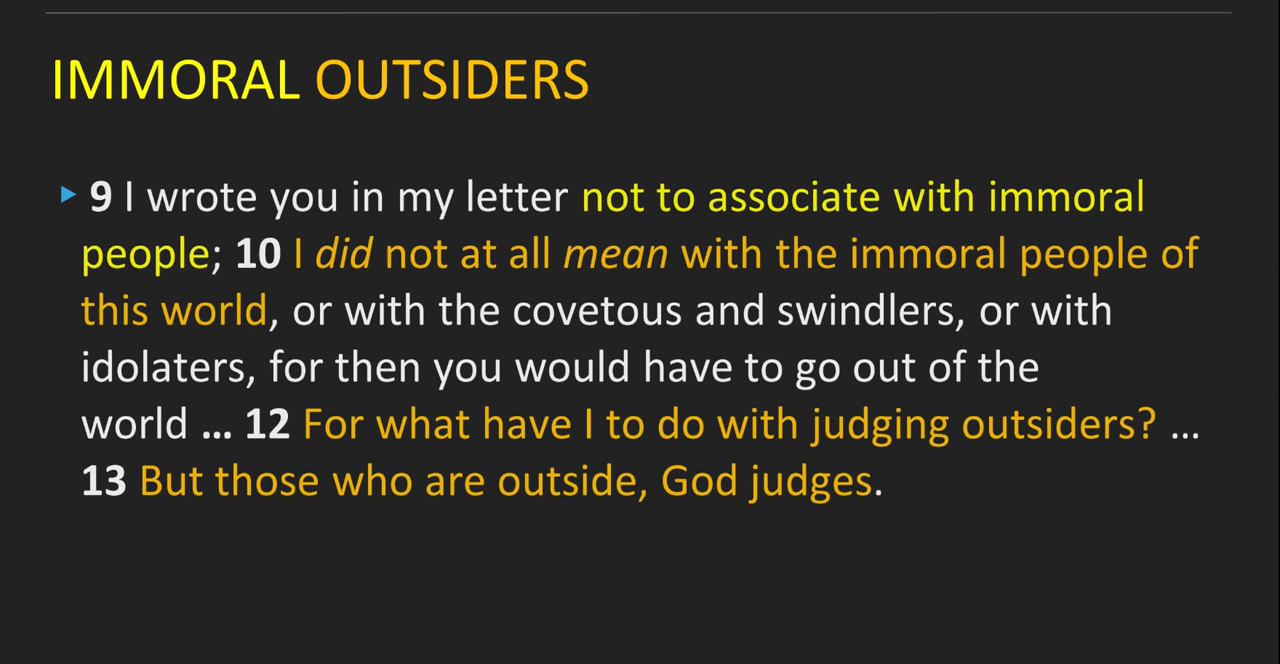 IMMORAL OUTSIDERS
9 I wrote you in my letter not to associate with immoral
people; 10 I did not at all mean with the immoral people of
this world, or with the covetous and swindlers, or with
idolaters, for then you would have to go out of the
world ... 12 For what have I to do with judging outsiders? ...
13 But those who are outside, God judges.